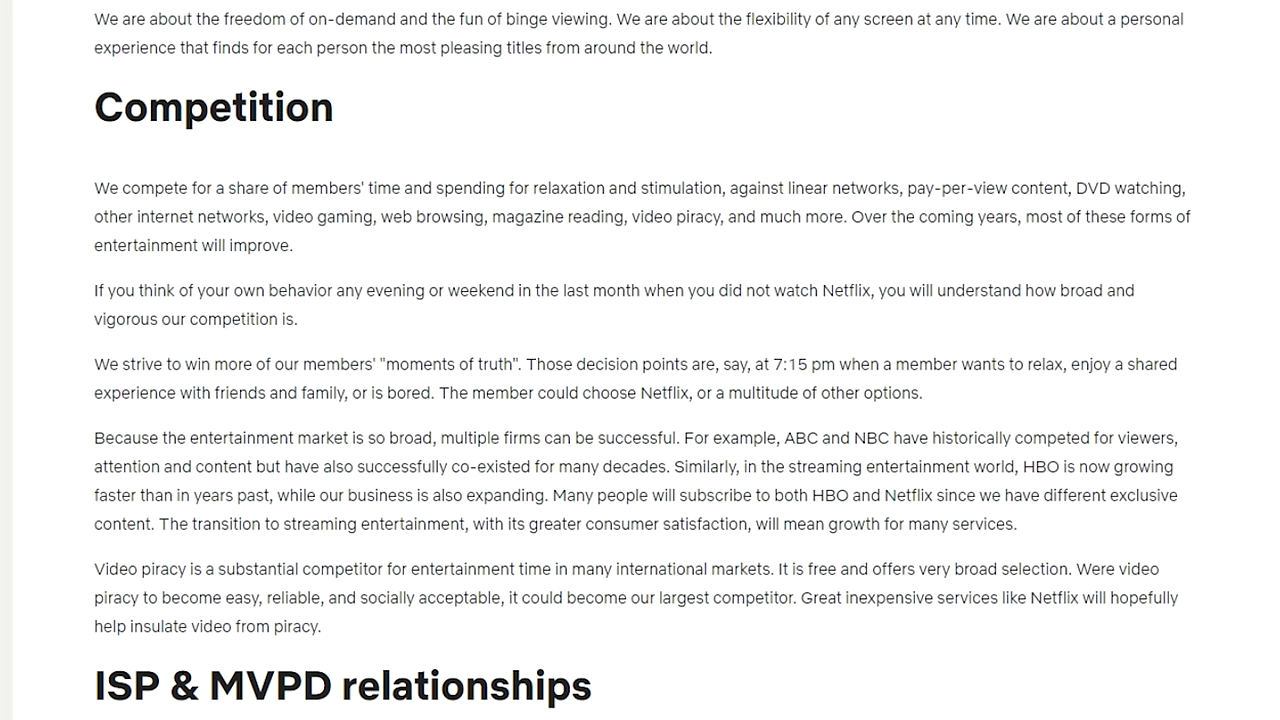 We are about the freedom of on-demand and the fun of binge viewing. We are about the flexibility of any screen at any time. We are about a personal
experience that finds for each person the most pleasing titles from around the world.
Competition
We compete for a share of members' time and spending for relaxation and stimulation, against linear networks, pay-per-view content, DVD watching,
other internet networks, video gaming, web browsing, magazine reading, video piracy, and much more. Over the coming years, most of these forms of
entertainment will improve.
If you think of your own behavior any evening or weekend in the last month when you did not watch Netflix, you will understand how broad and
vigorous our competition is.
We strive to win more of our members' "moments of truth". Those decision points are, say, at 7:15 pm when a member wants to relax, enjoy a shared
experience with friends and family, or is bored. The member could choose Netflix, or a multitude of other options.
Because the entertainment market is so broad, multiple firms can be successful. For example, ABC and NBC have historically competed for viewers,
attention and content but have also successfully co-existed for many decades. Similarly, in the streaming entertainment world, HBO is now growing
faster than in years past, while our business is also expanding. Many people will subscribe to both HBO and Netflix since we have different exclusive
content. The transition to streaming entertainment, with its greater consumer satisfaction, will mean growth for many services.
Video piracy is a substantial competitor for entertainment time in many international markets. It is free and offers very broad selection. Were video
piracy to become easy, reliable, and socially acceptable, it could become our largest competitor. Great inexpensive services like Netflix will hopefully
help insulate video from piracy.
ISP & MVPD relationships